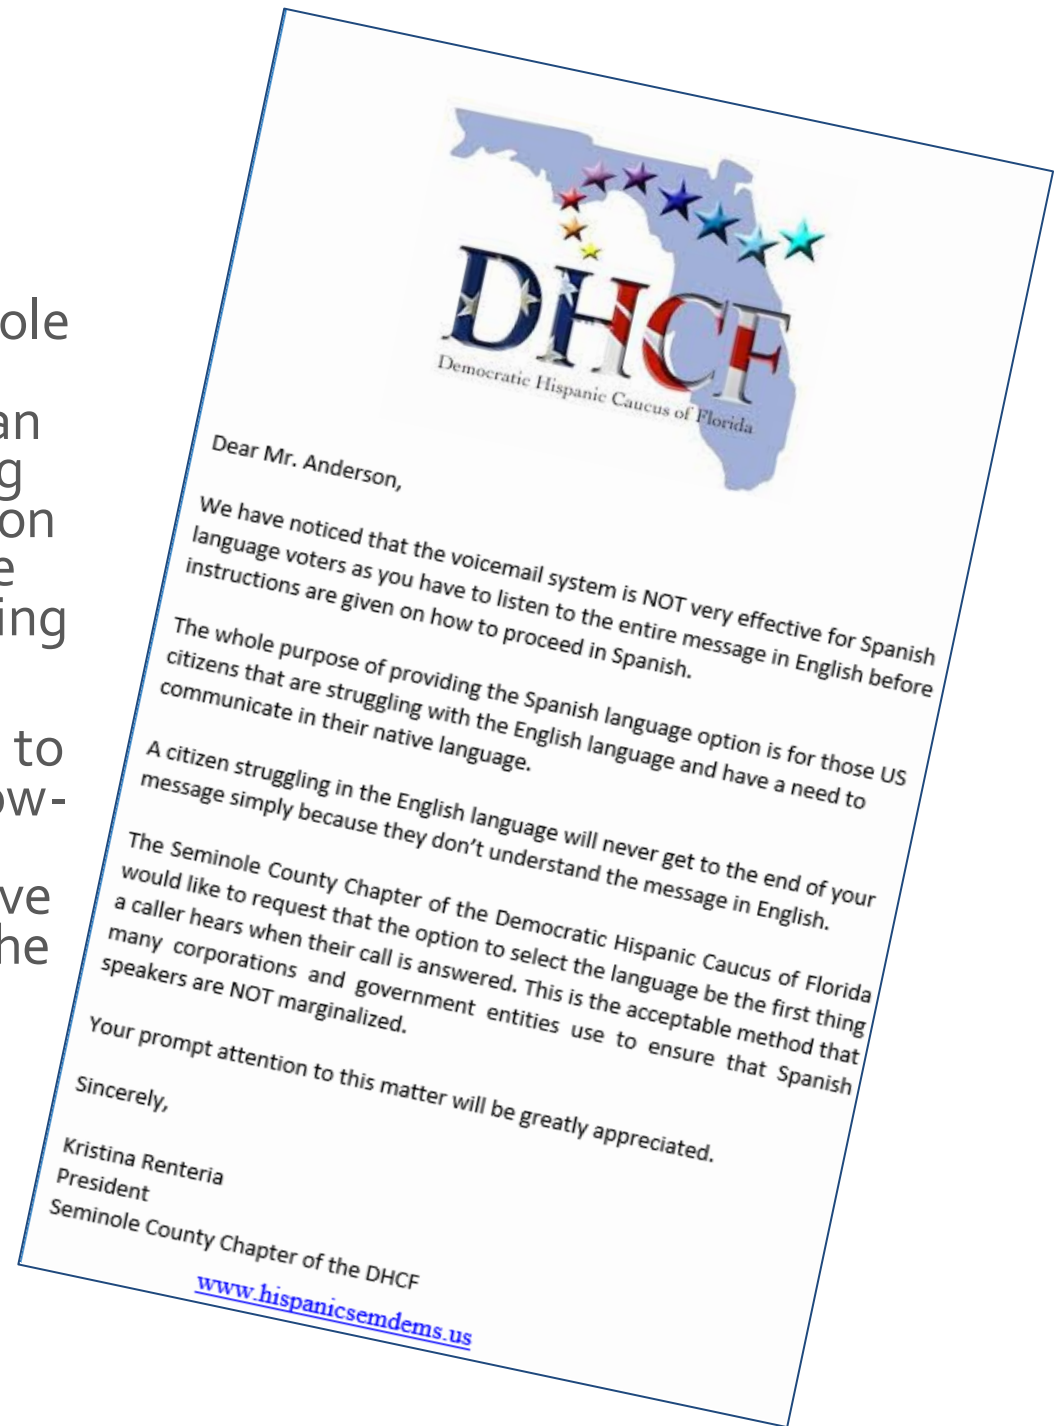 ole
an
g
on
e
ing
to
ow-
ve
he
DHCF
Democratic Hispanic Caucus of Florida
Dear Mr. Anderson,
We have noticed that the voicemail system is NOT very effective for Spanish
language voters as you have to listen to the entire message in English before
instructions are given on how to proceed in Spanish.
The whole purpose of providing the Spanish language option is for those US
citizens that are struggling with the English language and have a need to
communicate in their native language.
A citizen struggling in the English language will never get to the end of your
message simply because they don’t understand the message in English.
The Seminole County Chapter of the Democratic Hispanic Caucus of Florida
would like to request that the option to select the language be the first thing
a caller hears when their call is answered. This is the acceptable method that
many corporations and government entities use to ensure that Spanish
speakers are NOT marginalized.
Your prompt attention to this matter will be greatly appreciated.
Sincerely,
Kristina Renteria
President
Seminole County Chapter of the DHCF
www.hispanicsemdems.us